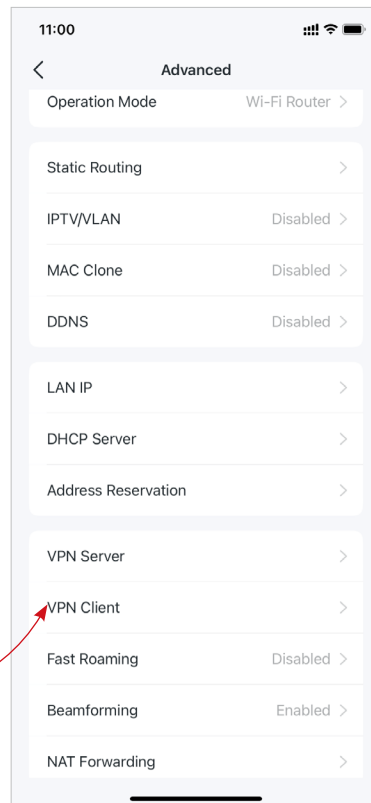 11:00
Advanced
Operation Mode Wi-Fi Router
Static Routing
IPTV/VLAN Disabled
MAC Clone Disabled
DDNS Disabled
LAN IP
DHCP Server
Address Reservation
VPN Server
VPN Client
Fast Roaming Disabled
Beamforming Enabled
NAT Forwarding